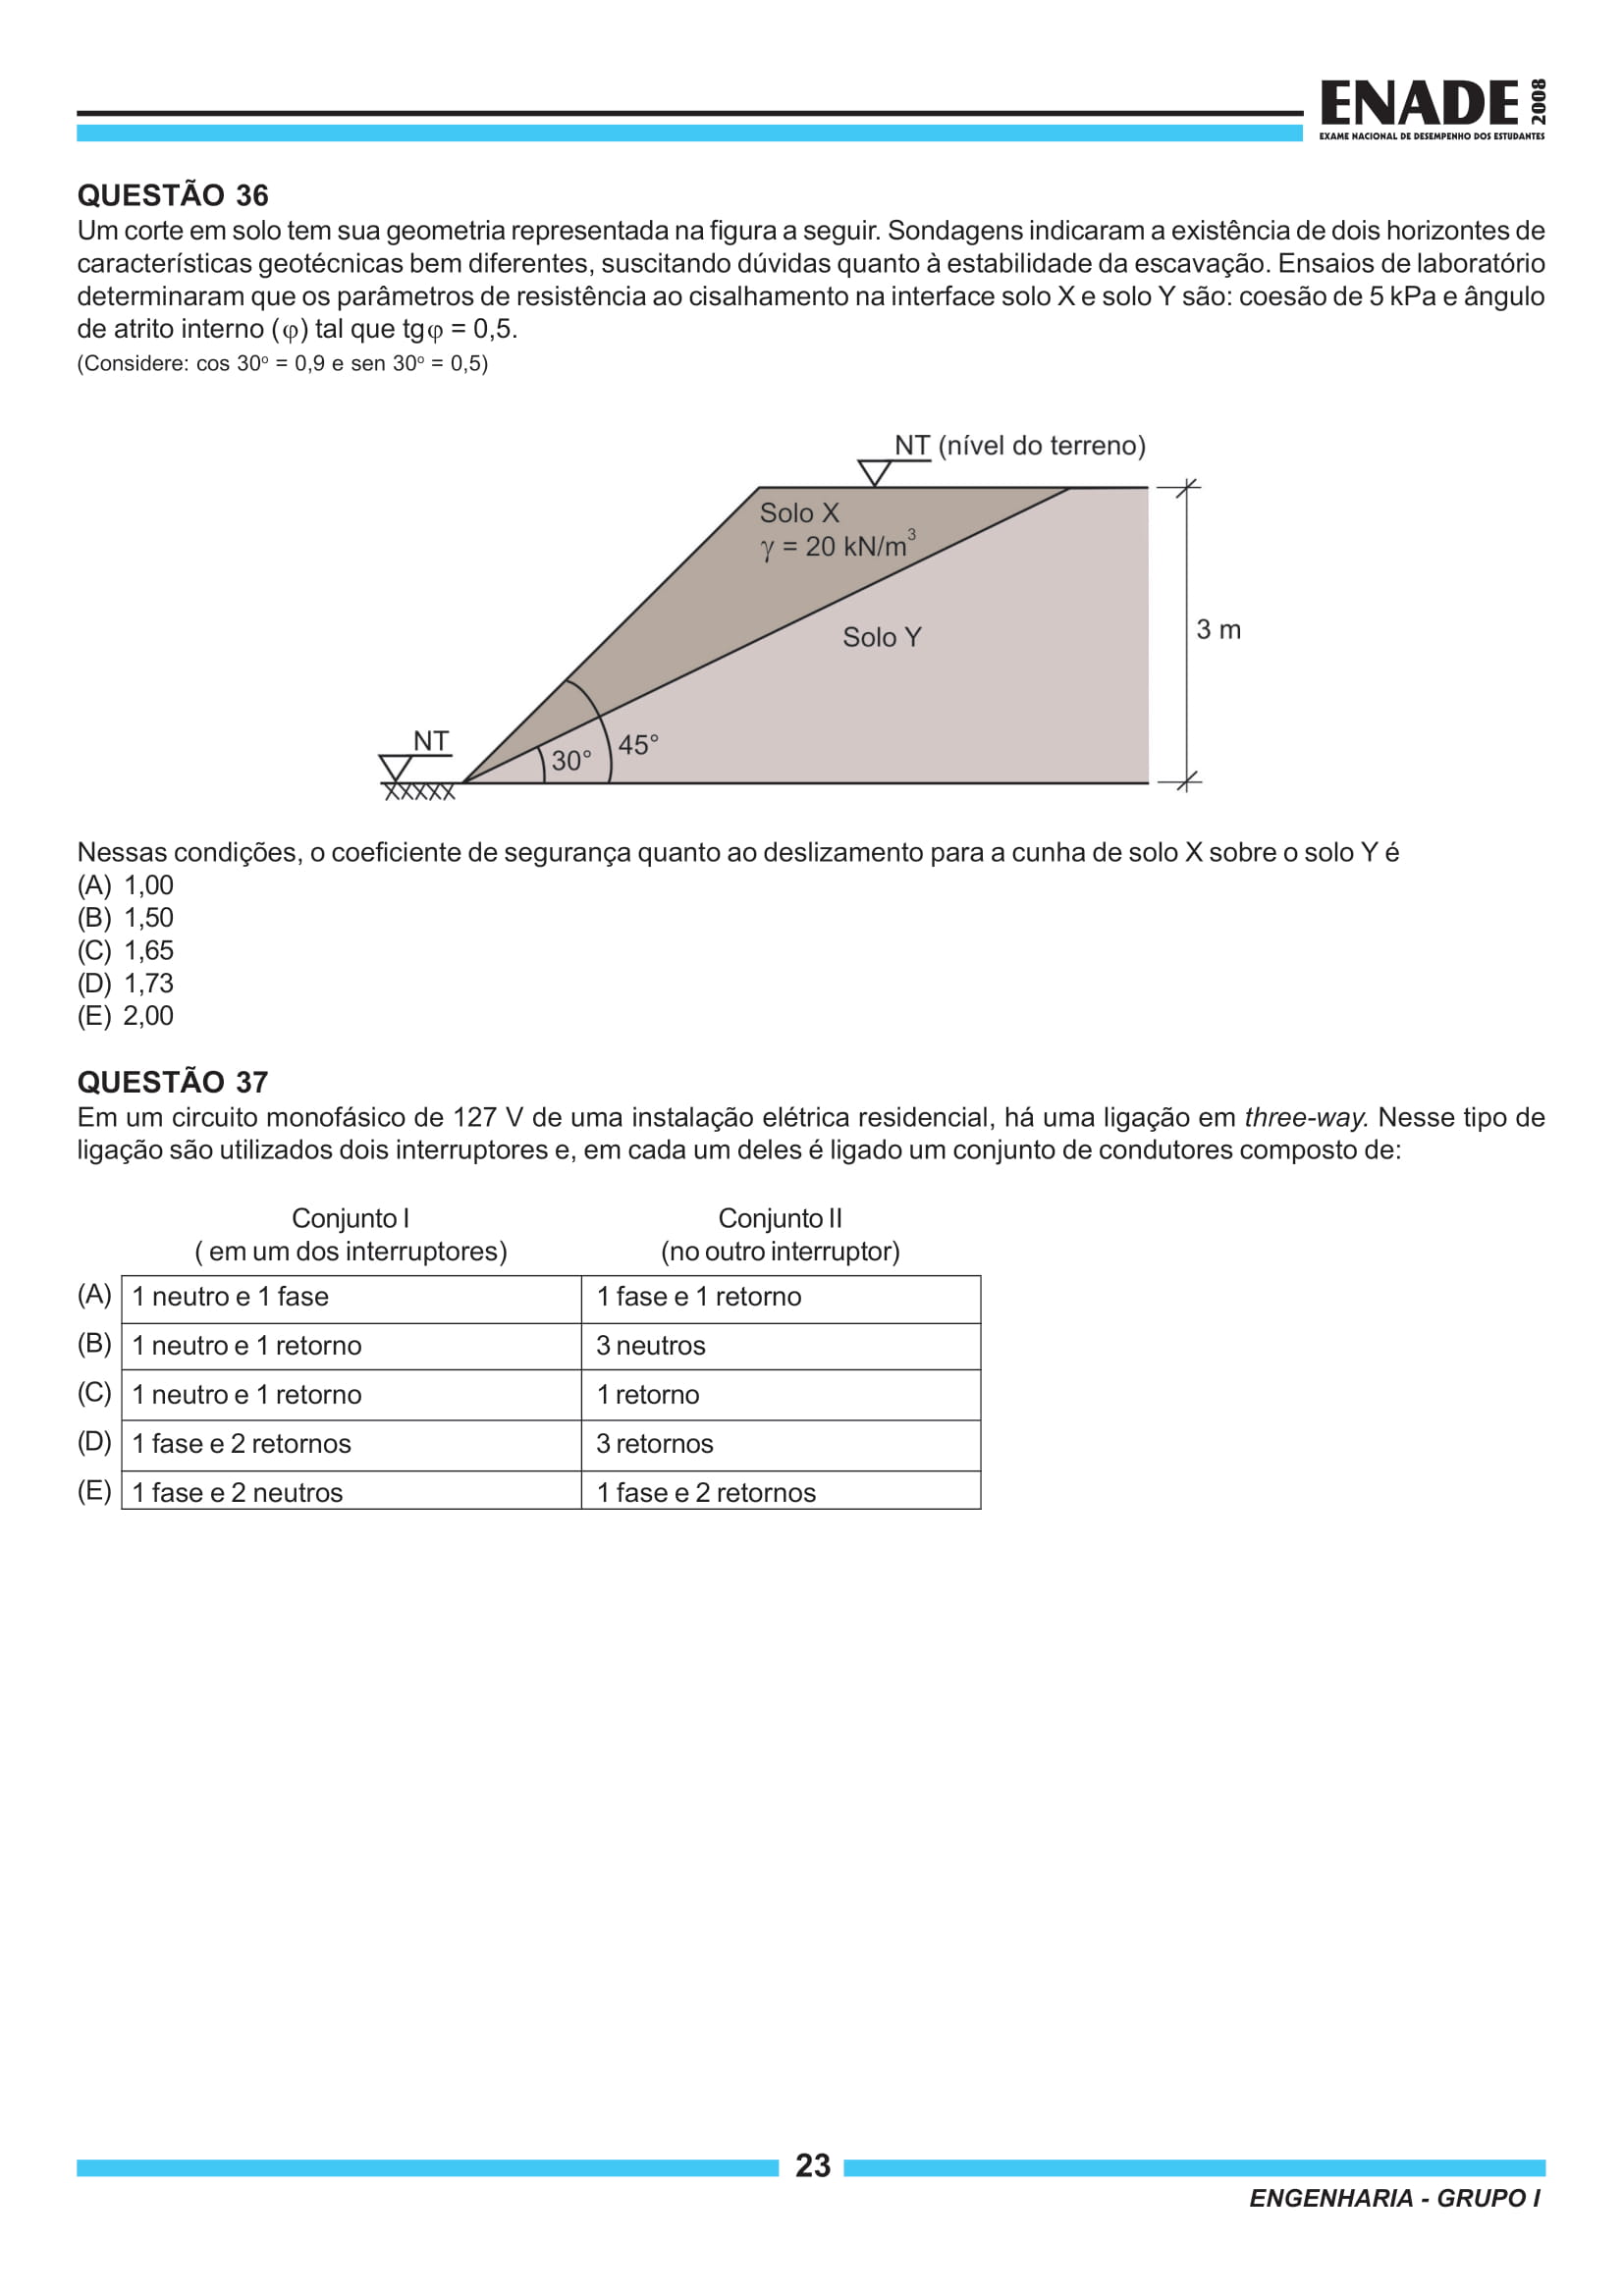 ENADE 2008
EXAME NACIONAL DE DESEMPENHO DOS ESTUDANTES
QUESTÃO 36
Um corte em solo tem sua geometria representada na figura a seguir. Sondagens indicaram a existência de dois horizontes de
características geotécnicas bem diferentes, suscitando dúvidas quanto à estabilidade da escavação. Ensaios de laboratório
determinaram que os parâmetros de resistência ao cisalhamento na interface solo X e solo Y são: coesão de 5 kPa e ângulo
de atrito interno (φ) tal que tgφ = 0,5.
(Considere: cos 30º = 0,9 e sen 30º = 0,5)
NT (nível do terreno)
Solo X
γ = 20 kN/m³
Solo Y
3 m
NT
30°
45°
Nessas condições, o coeficiente de segurança quanto ao deslizamento para a cunha de solo X sobre o solo Y é
(A) 1,00
(B) 1,50
(C) 1,65
(D) 1,73
(E) 2,00
QUESTÃO 37
Em um circuito monofásico de 127 V de uma instalação elétrica residencial, há uma ligação em three-way. Nesse tipo de
ligação são utilizados dois interruptores e, em cada um deles é ligado um conjunto de condutores composto de:
Conjunto I Conjunto II
( em um dos interruptores) (no outro interruptor)
(A) 1 neutro e 1 fase 1 fase e 1 retorno
(B) 1 neutro e 1 retorno 3 neutros
(C) 1 neutro e 1 retorno 1 retorno
(D) 1 fase e 2 retornos 3 retornos
(E) 1 fase e 2 neutros 1 fase e 2 retornos
23
ENGENHARIA - GRUPO I